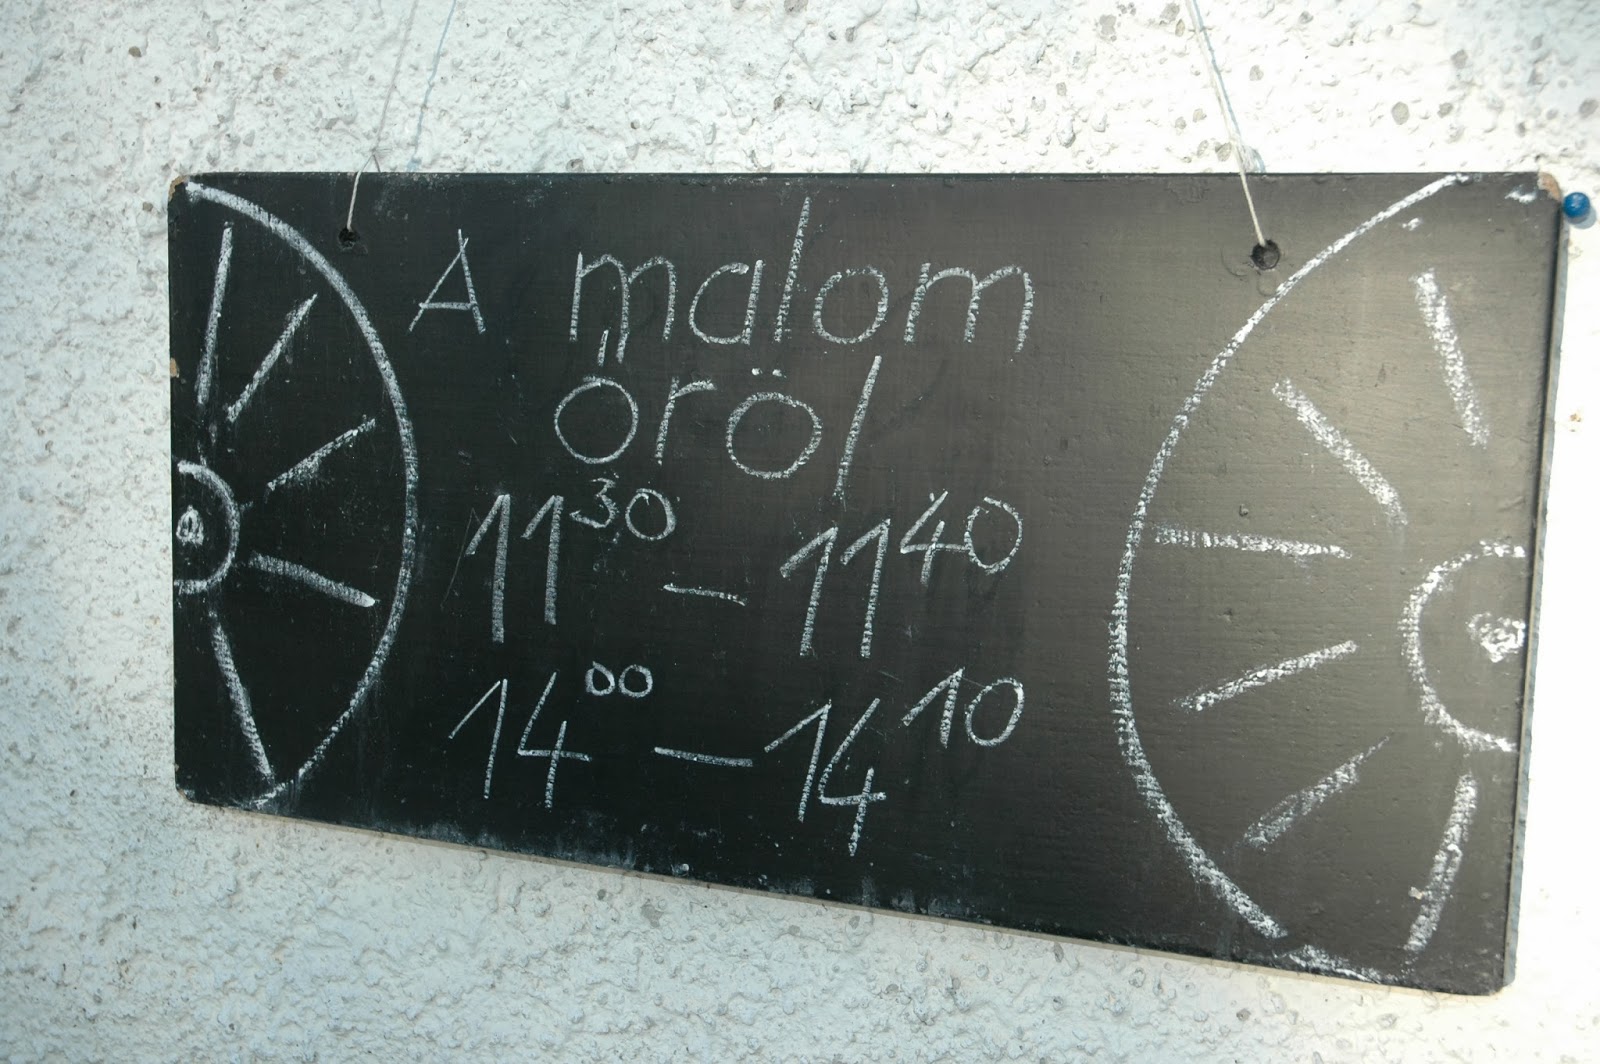 A malom
őröl
11³⁰ – 11⁴⁰
14⁰⁰ – 14¹⁰